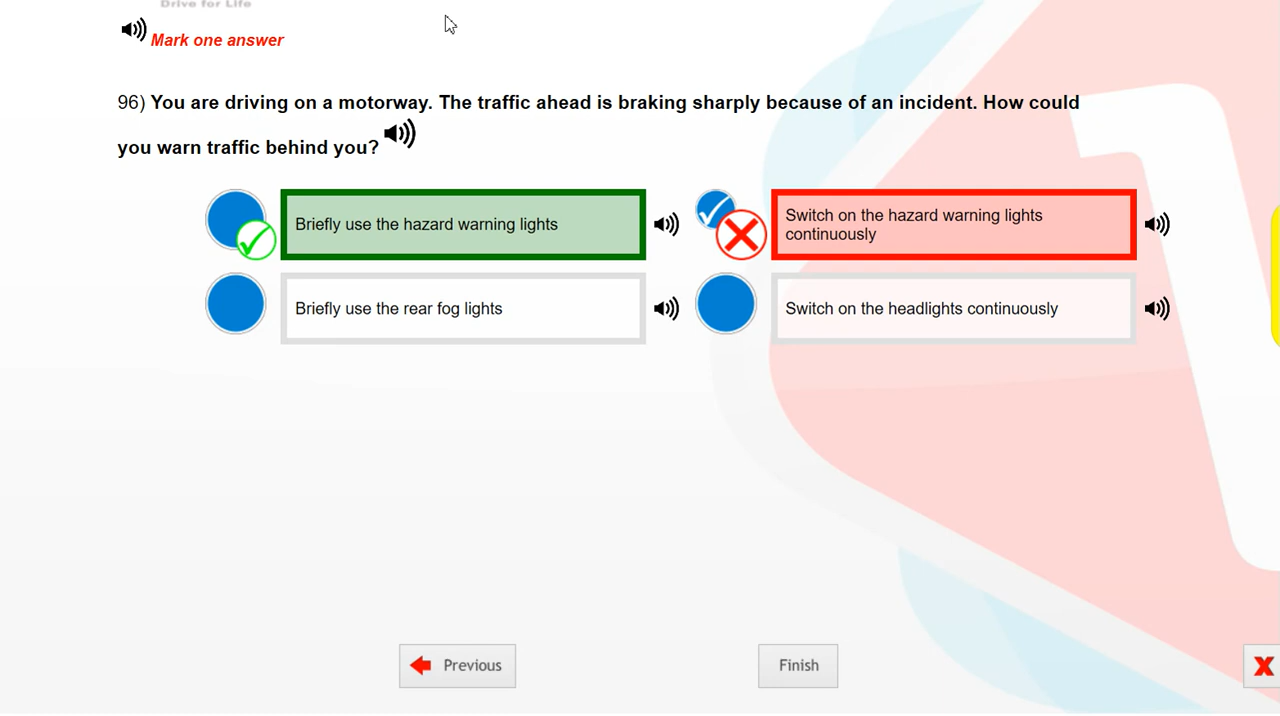 Drive for Life
Mark one answer
96) You are driving on a motorway. The traffic ahead is braking sharply because of an incident. How could
you warn traffic behind you?
Briefly use the hazard warning lights
Switch on the hazard warning lights
continuously
Briefly use the rear fog lights
Switch on the headlights continuously
Previous
Finish